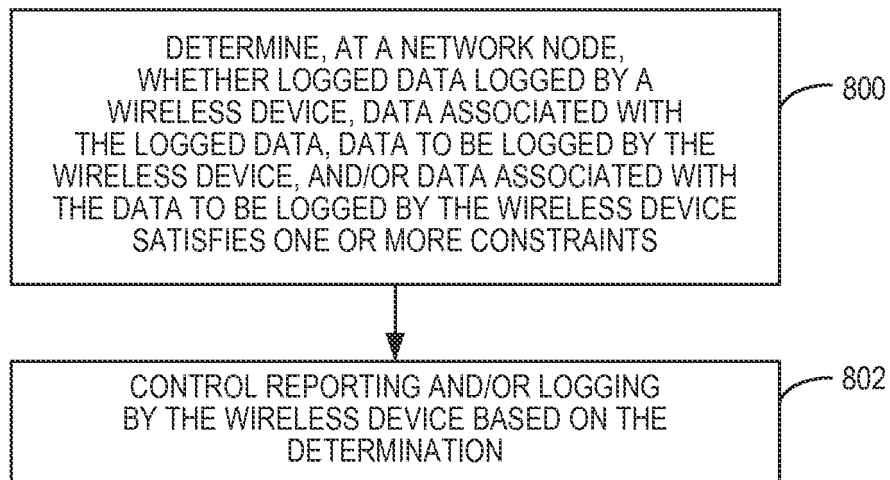 DETERMINE, AT A NETWORK NODE,
WHETHER LOGGED DATA LOGGED BY A
WIRELESS DEVICE, DATA ASSOCIATED WITH
THE LOGGED DATA, DATA TO BE LOGGED BY THE
WIRELESS DEVICE, AND/OR DATA ASSOCIATED WITH
THE DATA TO BE LOGGED BY THE WIRELESS DEVICE
SATISFIES ONE OR MORE CONSTRAINTS
800
CONTROL REPORTING AND/OR LOGGING
BY THE WIRELESS DEVICE BASED ON THE
DETERMINATION
802